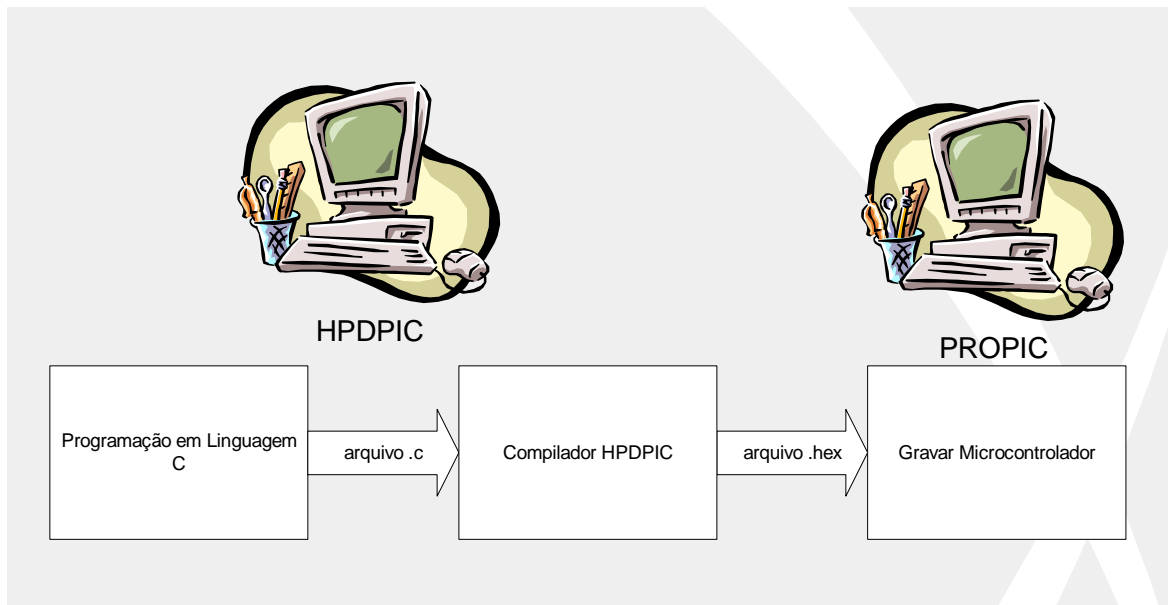 HPDPIC
PROPIC
Programação em Linguagem
C
arquivo .c
Compilador HPDPIC
arquivo .hex
Gravar Microcontrolador